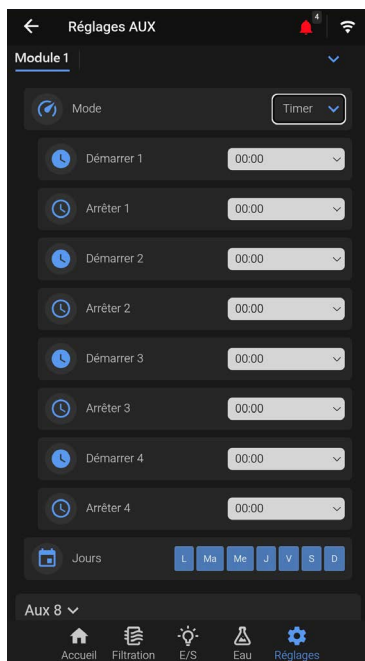 Réglages AUX 4
Module 1
Mode Timer
Démarrer 1 00:00
Arrêter 1 00:00
Démarrer 2 00:00
Arrêter 2 00:00
Démarrer 3 00:00
Arrêter 3 00:00
Démarrer 4 00:00
Arrêter 4 00:00
Jours L Ma Me J V S D
Aux 8
Accueil Filtration E/S Eau Réglages